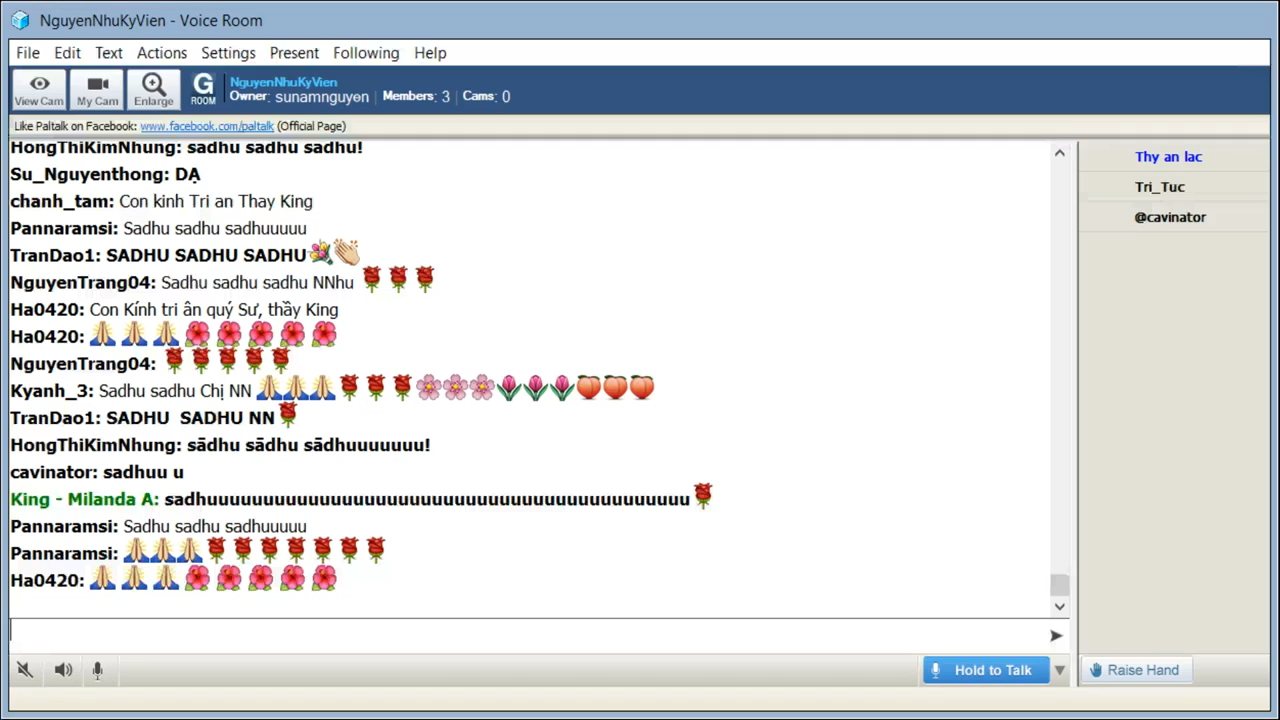 NguyenNhuKyVien - Voice Room
File Edit Text Actions Settings Present Following Help
View Cam
My Cam
Enlarge
G ROOM
NguyenNhuKyVien
Owner: sunamnguyen | Members: 3 | Cams: 0
Like Paltalk on Facebook: www.facebook.com/paltalk (Official Page)
HongThiKimNhung: sadhu sadhu sadhu!
Su_Nguyenthong: DẠ
chanh_tam: Con kinh Tri an Thay King
Pannaramsi: Sadhu sadhu sadhuuuuu
TranDao1: SADHU SADHU SADHU💐👏
NguyenTrang04: Sadhu sadhu sadhu NNhu 🌹🌹🌹
Ha0420: Con Kính tri ân quý Sư, thầy King
Ha0420: 🙏🙏🙏🌺🌺🌺🌺🌺
NguyenTrang04: 🌹🌹🌹🌹🌹
Kyanh_3: Sadhu sadhu Chị NN 🙏🙏🙏🌹🌹🌹🌸🌸🌸🌷🌷🌷🍑🍑🍑
TranDao1: SADHU  SADHU NN🌹
HongThiKimNhung: sādhu sādhu sādhuuuuuuu!
cavinator: sadhuu u
King - Milanda A: sadhuuuuuuuuuuuuuuuuuuuuuuuuuuuuuuuuuuuuuuuuuuu🌹
Pannaramsi: Sadhu sadhu sadhuuuuu
Pannaramsi: 🙏🙏🙏🌹🌹🌹🌹🌹🌹🌹
Ha0420: 🙏🙏🙏🌺🌺🌺🌺🌺
Thy an lac
Tri_Tuc
@cavinator
Hold to Talk
Raise Hand